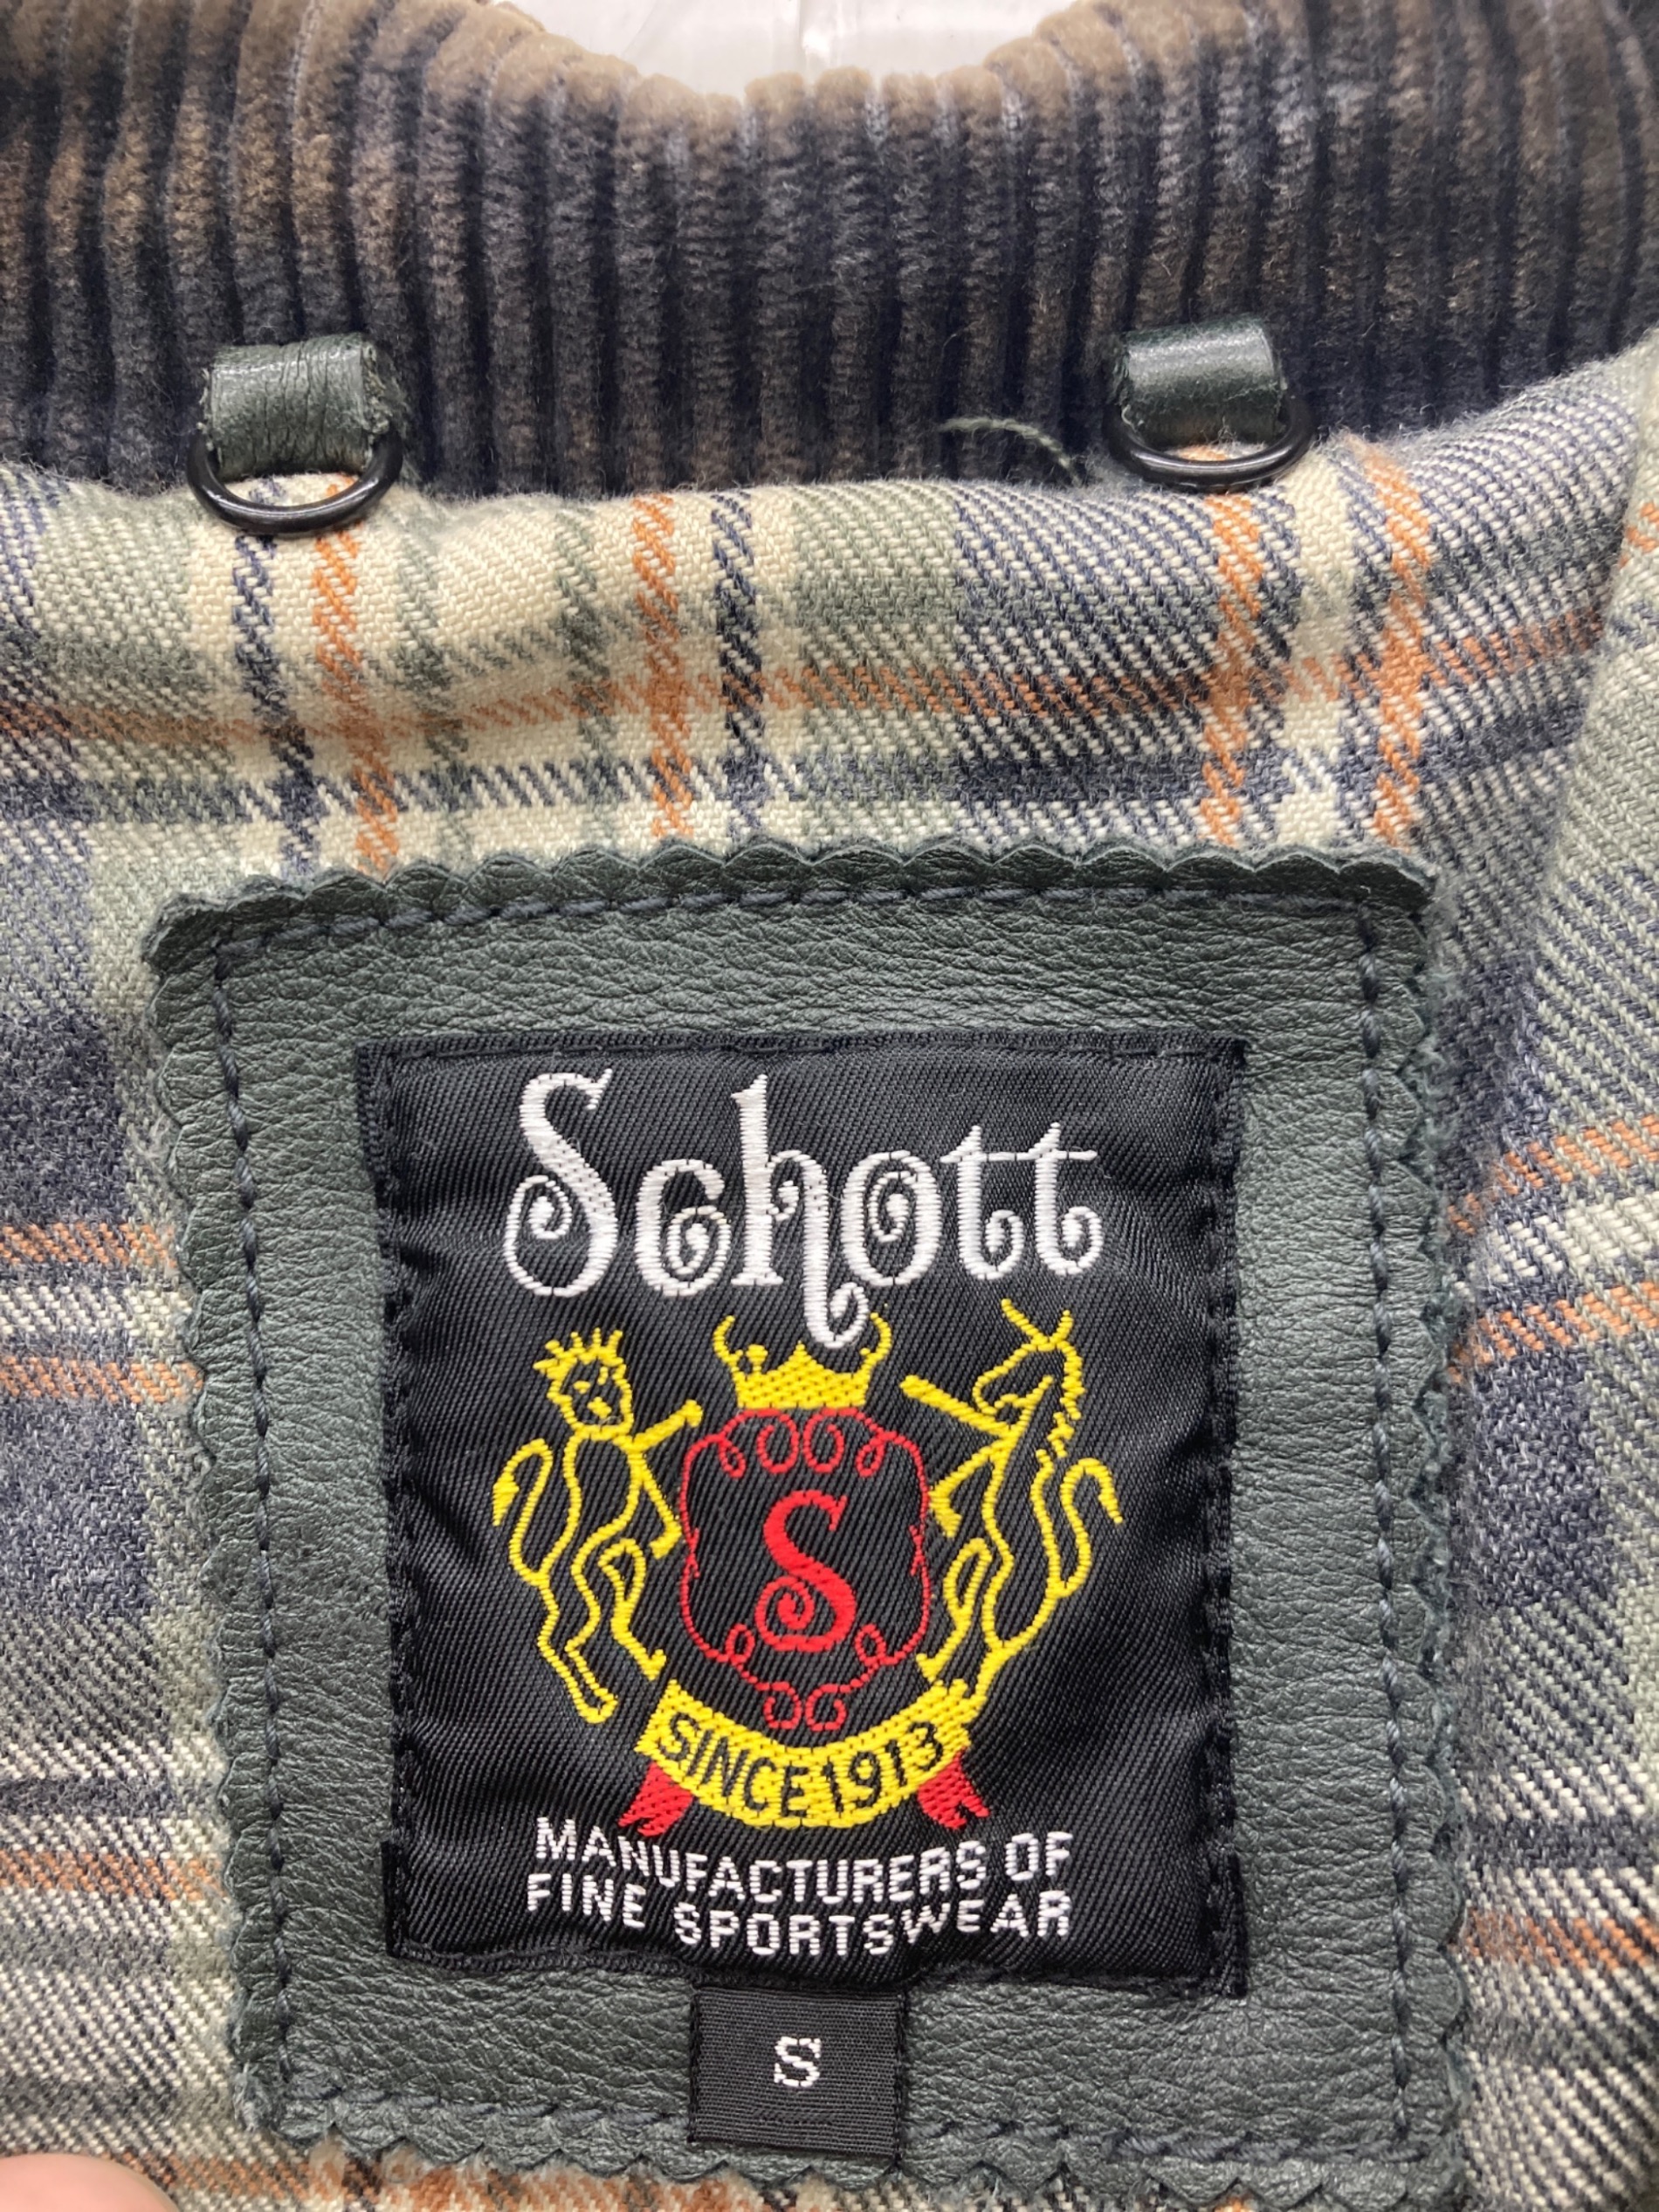 Schott
S
SINCE 1913
MANUFACTURERS OF
FINE SPORTSWEAR
S